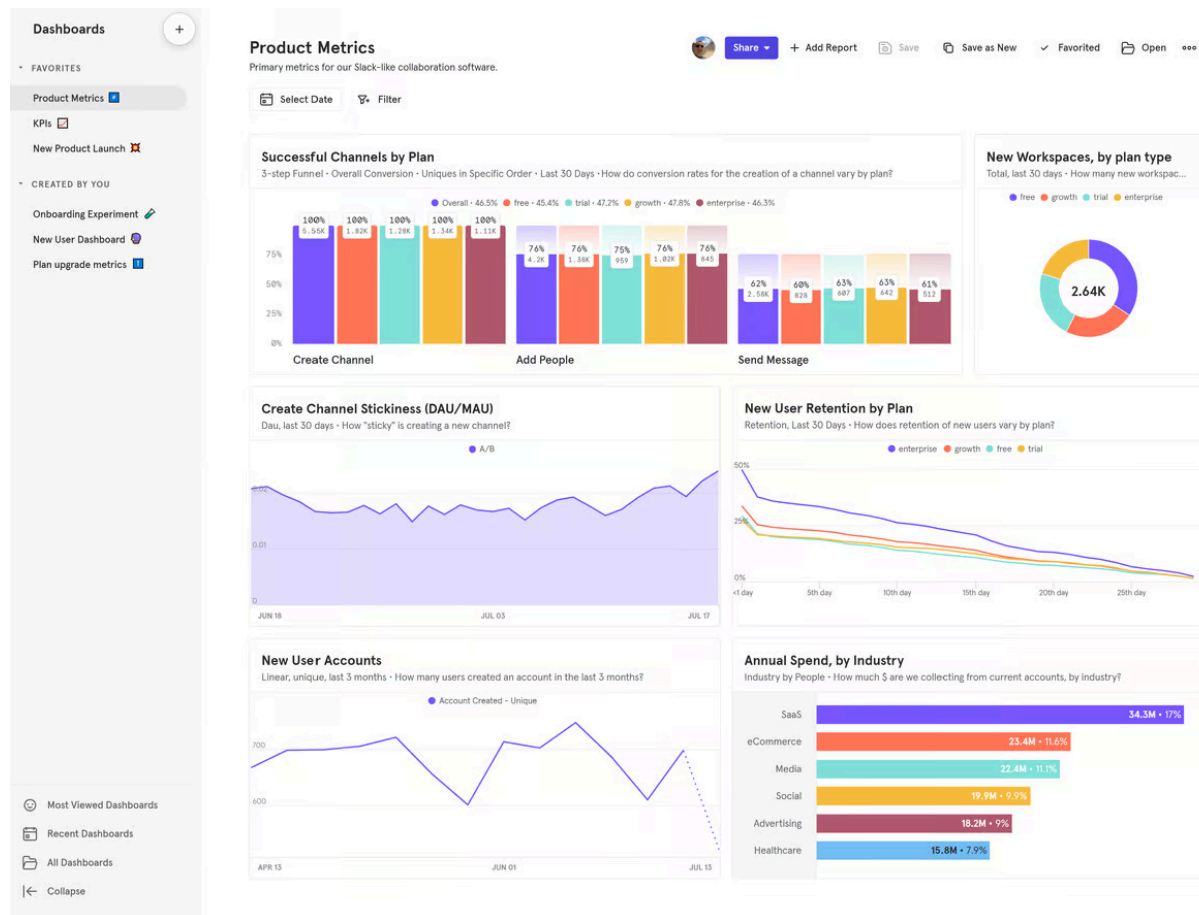 Dashboards
+
FAVORITES
Product Metrics
KPIs
New Product Launch
CREATED BY YOU
Onboarding Experiment
New User Dashboard
Plan upgrade metrics
Most Viewed Dashboards
Recent Dashboards
All Dashboards
Collapse
Product Metrics
Primary metrics for our Slack-like collaboration software.
Share
+ Add Report
Save
Save as New
Favorited
Open
Select Date
Filter
Successful Channels by Plan
3-step Funnel · Overall Conversion · Uniques in Specific Order · Last 30 Days · How do conversion rates for the creation of a channel vary by plan?
Overall · 46.5% free · 45.4% trial · 47.2% growth · 47.8% enterprise · 46.3%
100% 100% 100% 100% 100%
5.55K 1.82K 1.28K 1.34K 1.11K
76% 76% 75% 76% 76%
4.2K 1.38K 959 1.02K 845
62% 60% 63% 63% 61%
2.58K 828 607 642 512
75%
50%
25%
0%
Create Channel Add People Send Message
New Workspaces, by plan type
Total, last 30 days · How many new workspac...
free growth trial enterprise
2.64K
Create Channel Stickiness (DAU/MAU)
Dau, last 30 days · How "sticky" is creating a new channel?
A/B
0.02
0.01
0
JUN 18 JUL 03 JUL 17
New User Retention by Plan
Retention, Last 30 Days · How does retention of new users vary by plan?
enterprise growth free trial
50%
25%
0%
<1 day 5th day 10th day 15th day 20th day 25th day
New User Accounts
Linear, unique, last 3 months · How many users created an account in the last 3 months?
Account Created - Unique
700
600
APR 13 JUN 01 JUL 13
Annual Spend, by Industry
Industry by People · How much $ are we collecting from current accounts, by industry?
SaaS 34.3M · 17%
eCommerce 23.4M · 11.6%
Media 22.4M · 11.1%
Social 19.9M · 9.9%
Advertising 18.2M · 9%
Healthcare 15.8M · 7.9%